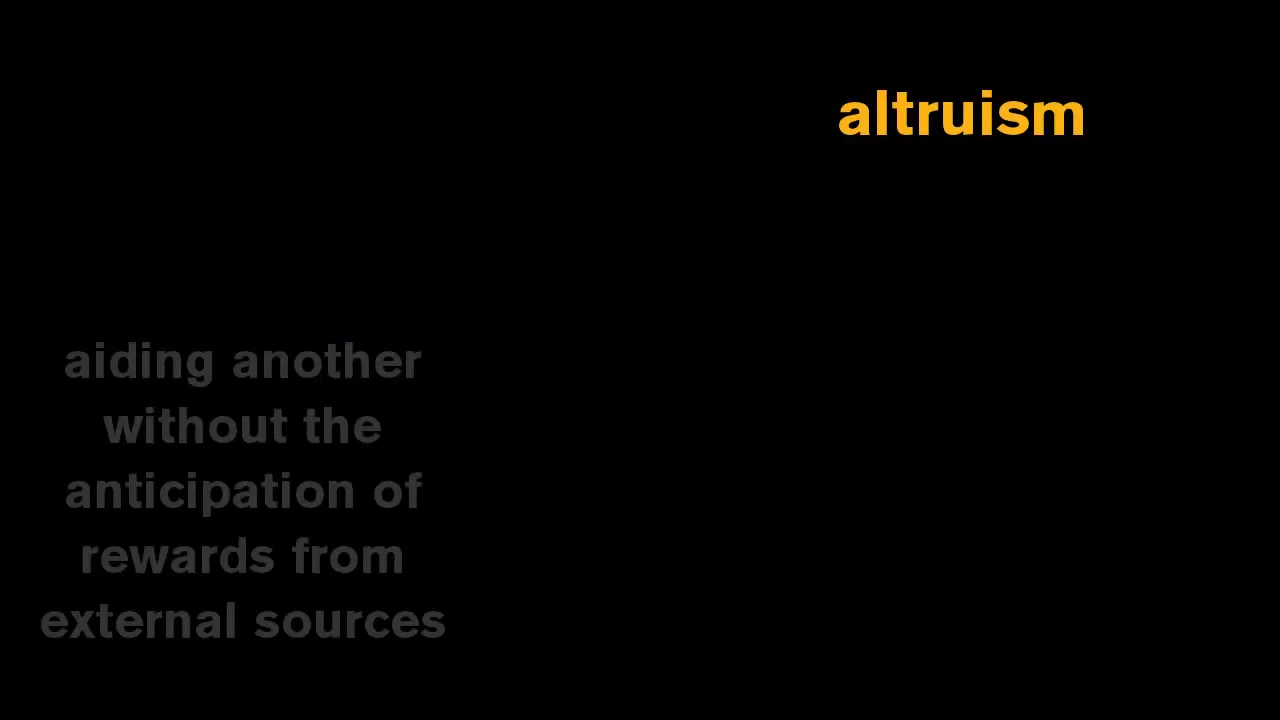 altruism
aiding another
without the
anticipation of
rewards from
external sources